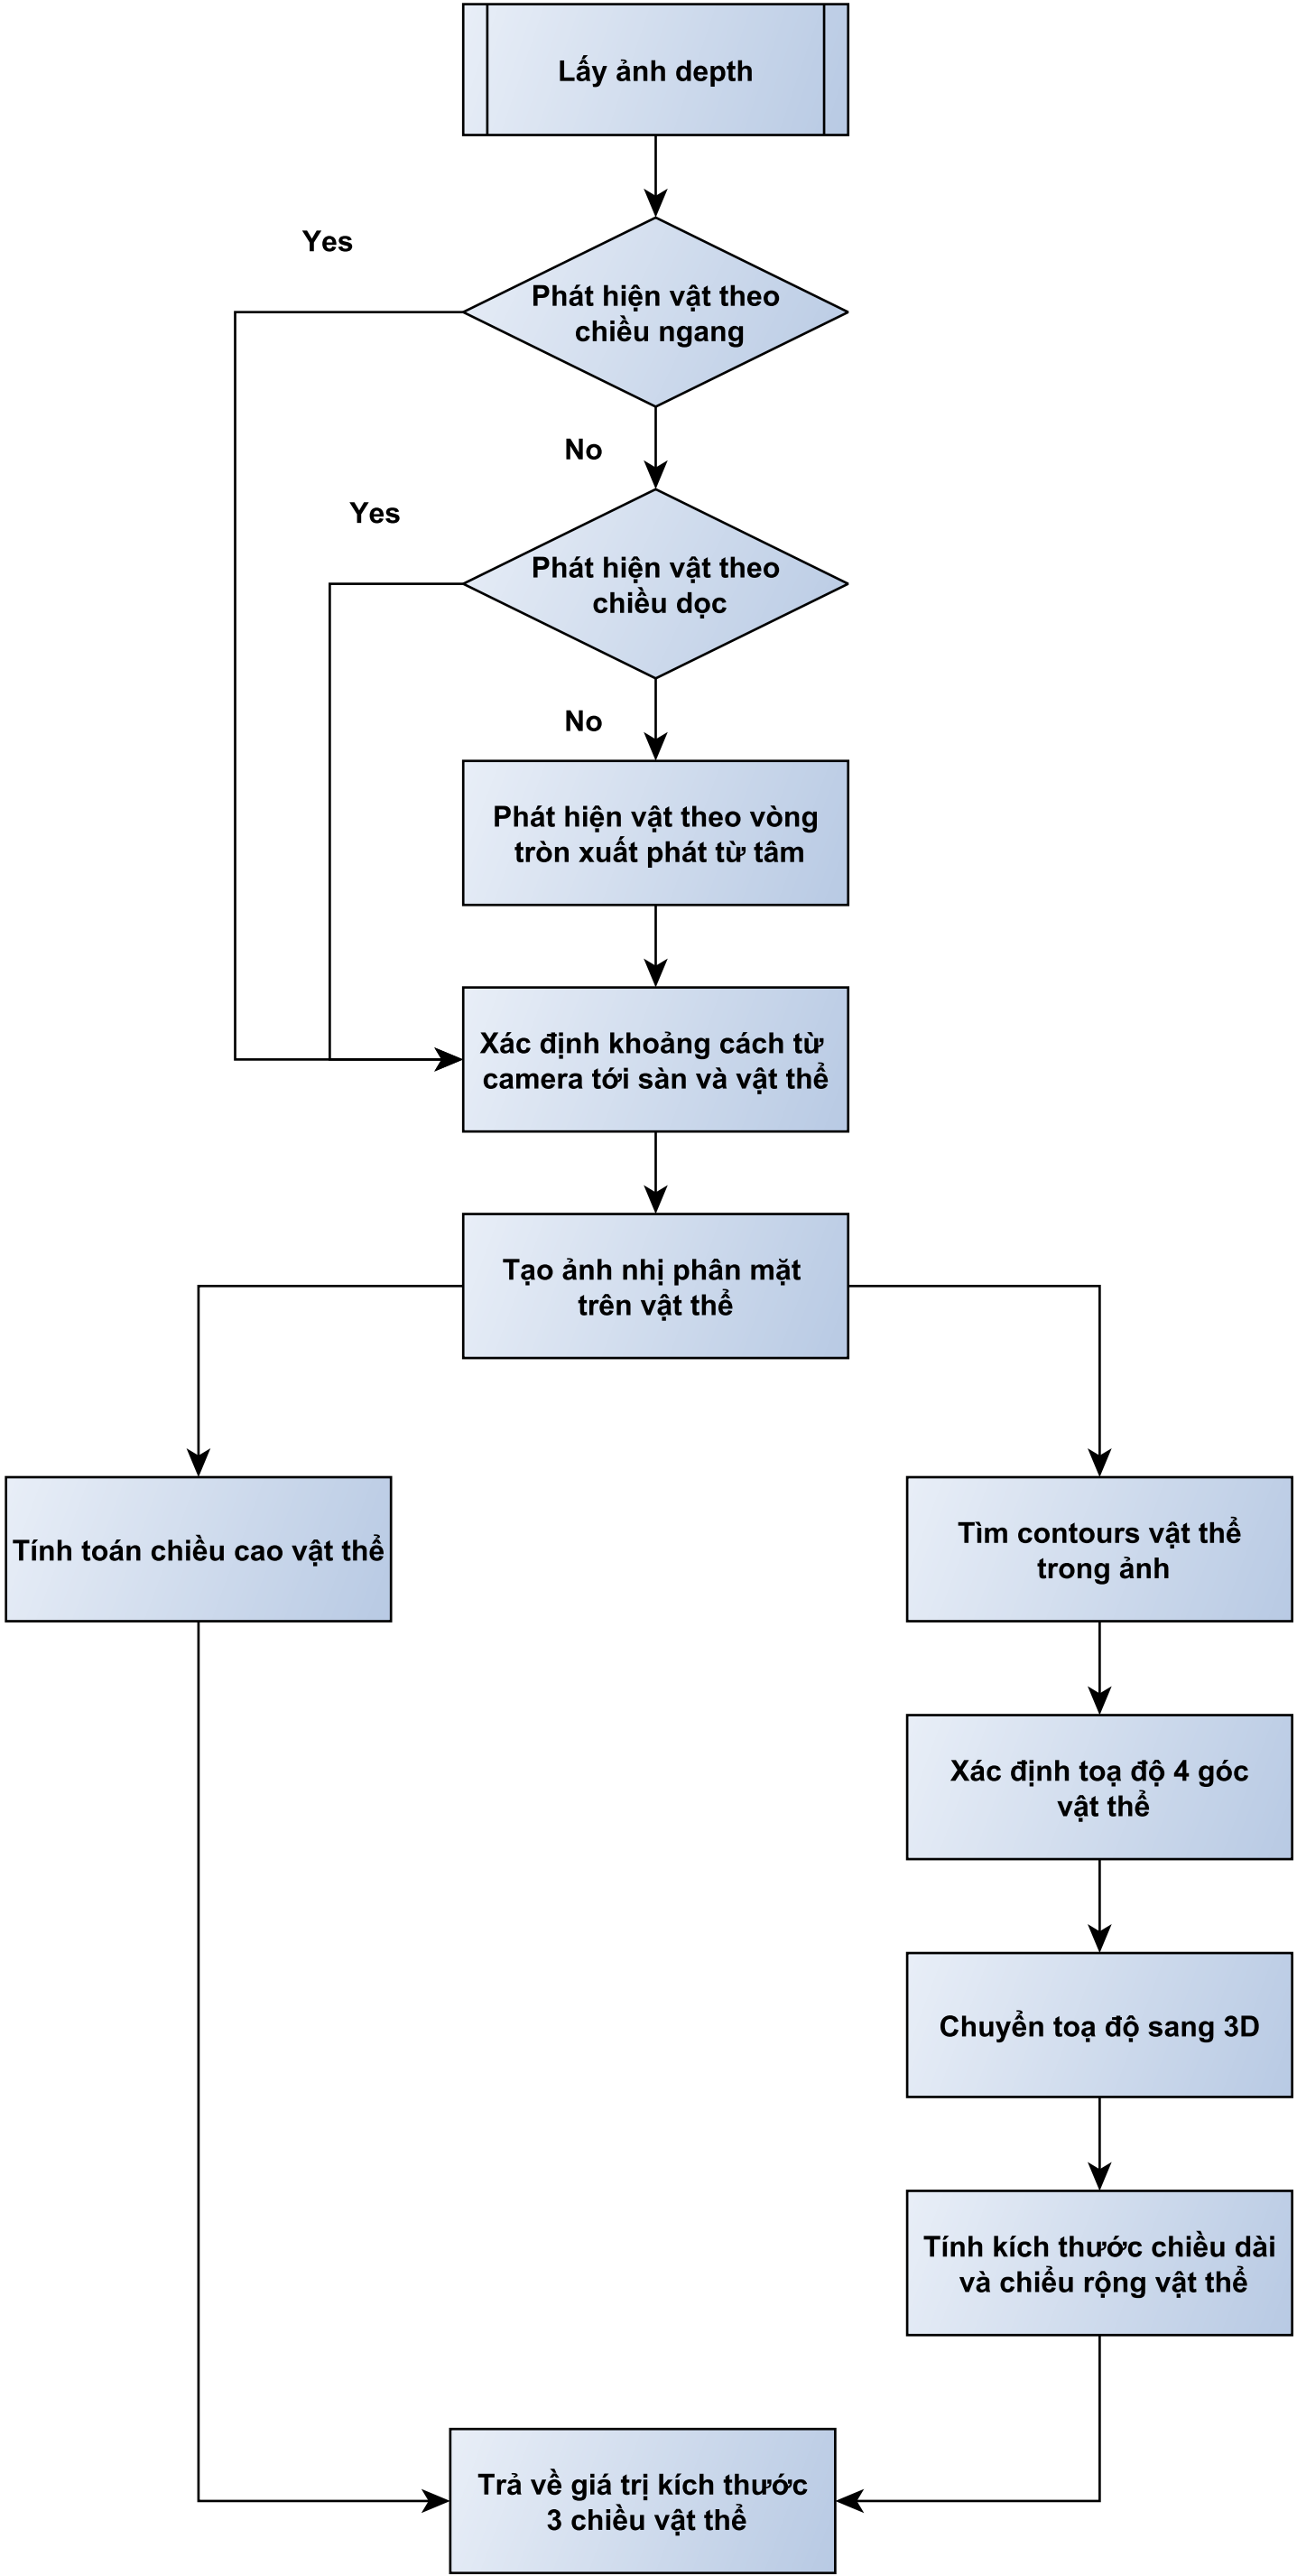 Lấy ảnh depth
Yes
Phát hiện vật theo
chiều ngang
No
Yes
Phát hiện vật theo
chiều dọc
No
Phát hiện vật theo vòng
tròn xuất phát từ tâm
Xác định khoảng cách từ
camera tới sàn và vật thể
Tạo ảnh nhị phân mặt
trên vật thể
Tính toán chiều cao vật thể
Tìm contours vật thể
trong ảnh
Xác định toạ độ 4 góc
vật thể
Chuyển toạ độ sang 3D
Tính kích thước chiều dài
và chiểu rộng vật thể
Trả về giá trị kích thước
3 chiều vật thể